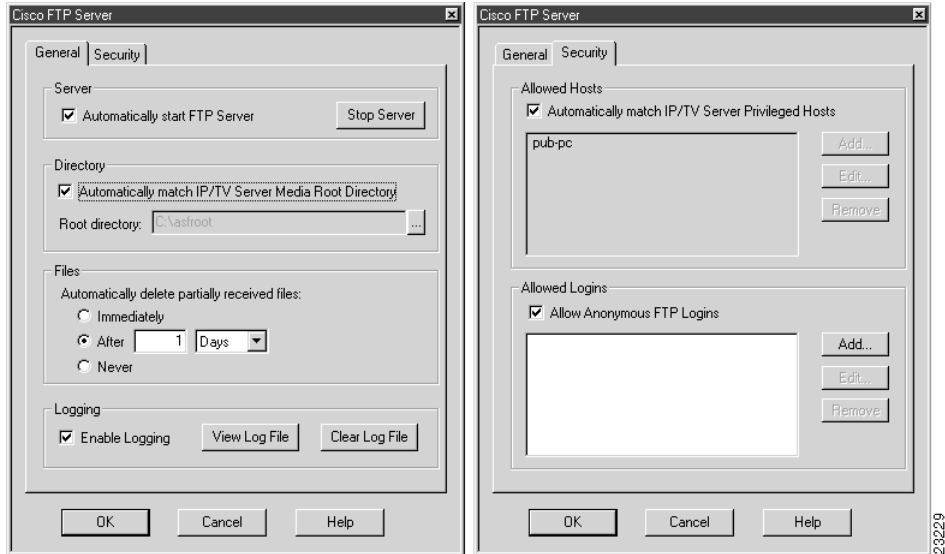 Cisco FTP Server
General
Security
Server
Automatically start FTP Server
Stop Server
Directory
Automatically match IP/TV Server Media Root Directory
Root directory:
C:\asfroot
...
Files
Automatically delete partially received files:
Immediately
After
1
Days
Never
Logging
Enable Logging
View Log File
Clear Log File
OK
Cancel
Help
Cisco FTP Server
General
Security
Allowed Hosts
Automatically match IP/TV Server Privileged Hosts
pub-pc
Add...
Edit...
Remove
Allowed Logins
Allow Anonymous FTP Logins
Add...
Edit...
Remove
OK
Cancel
Help
23229